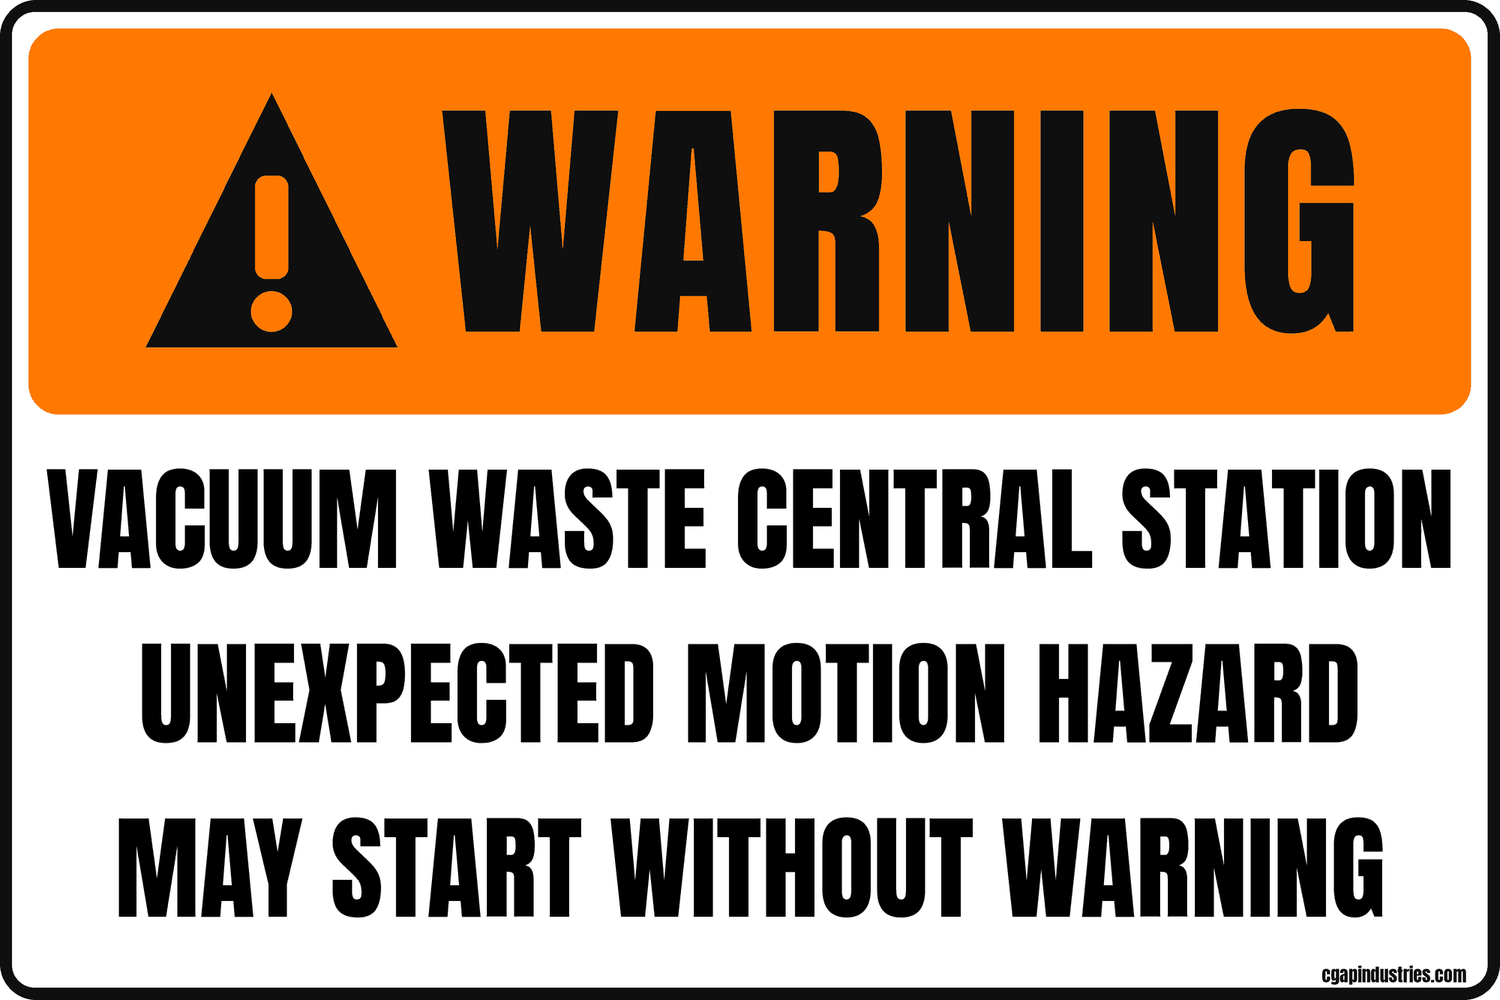 WARNING
VACUUM WASTE CENTRAL STATION
UNEXPECTED MOTION HAZARD
MAY START WITHOUT WARNING
cgapindustries.com